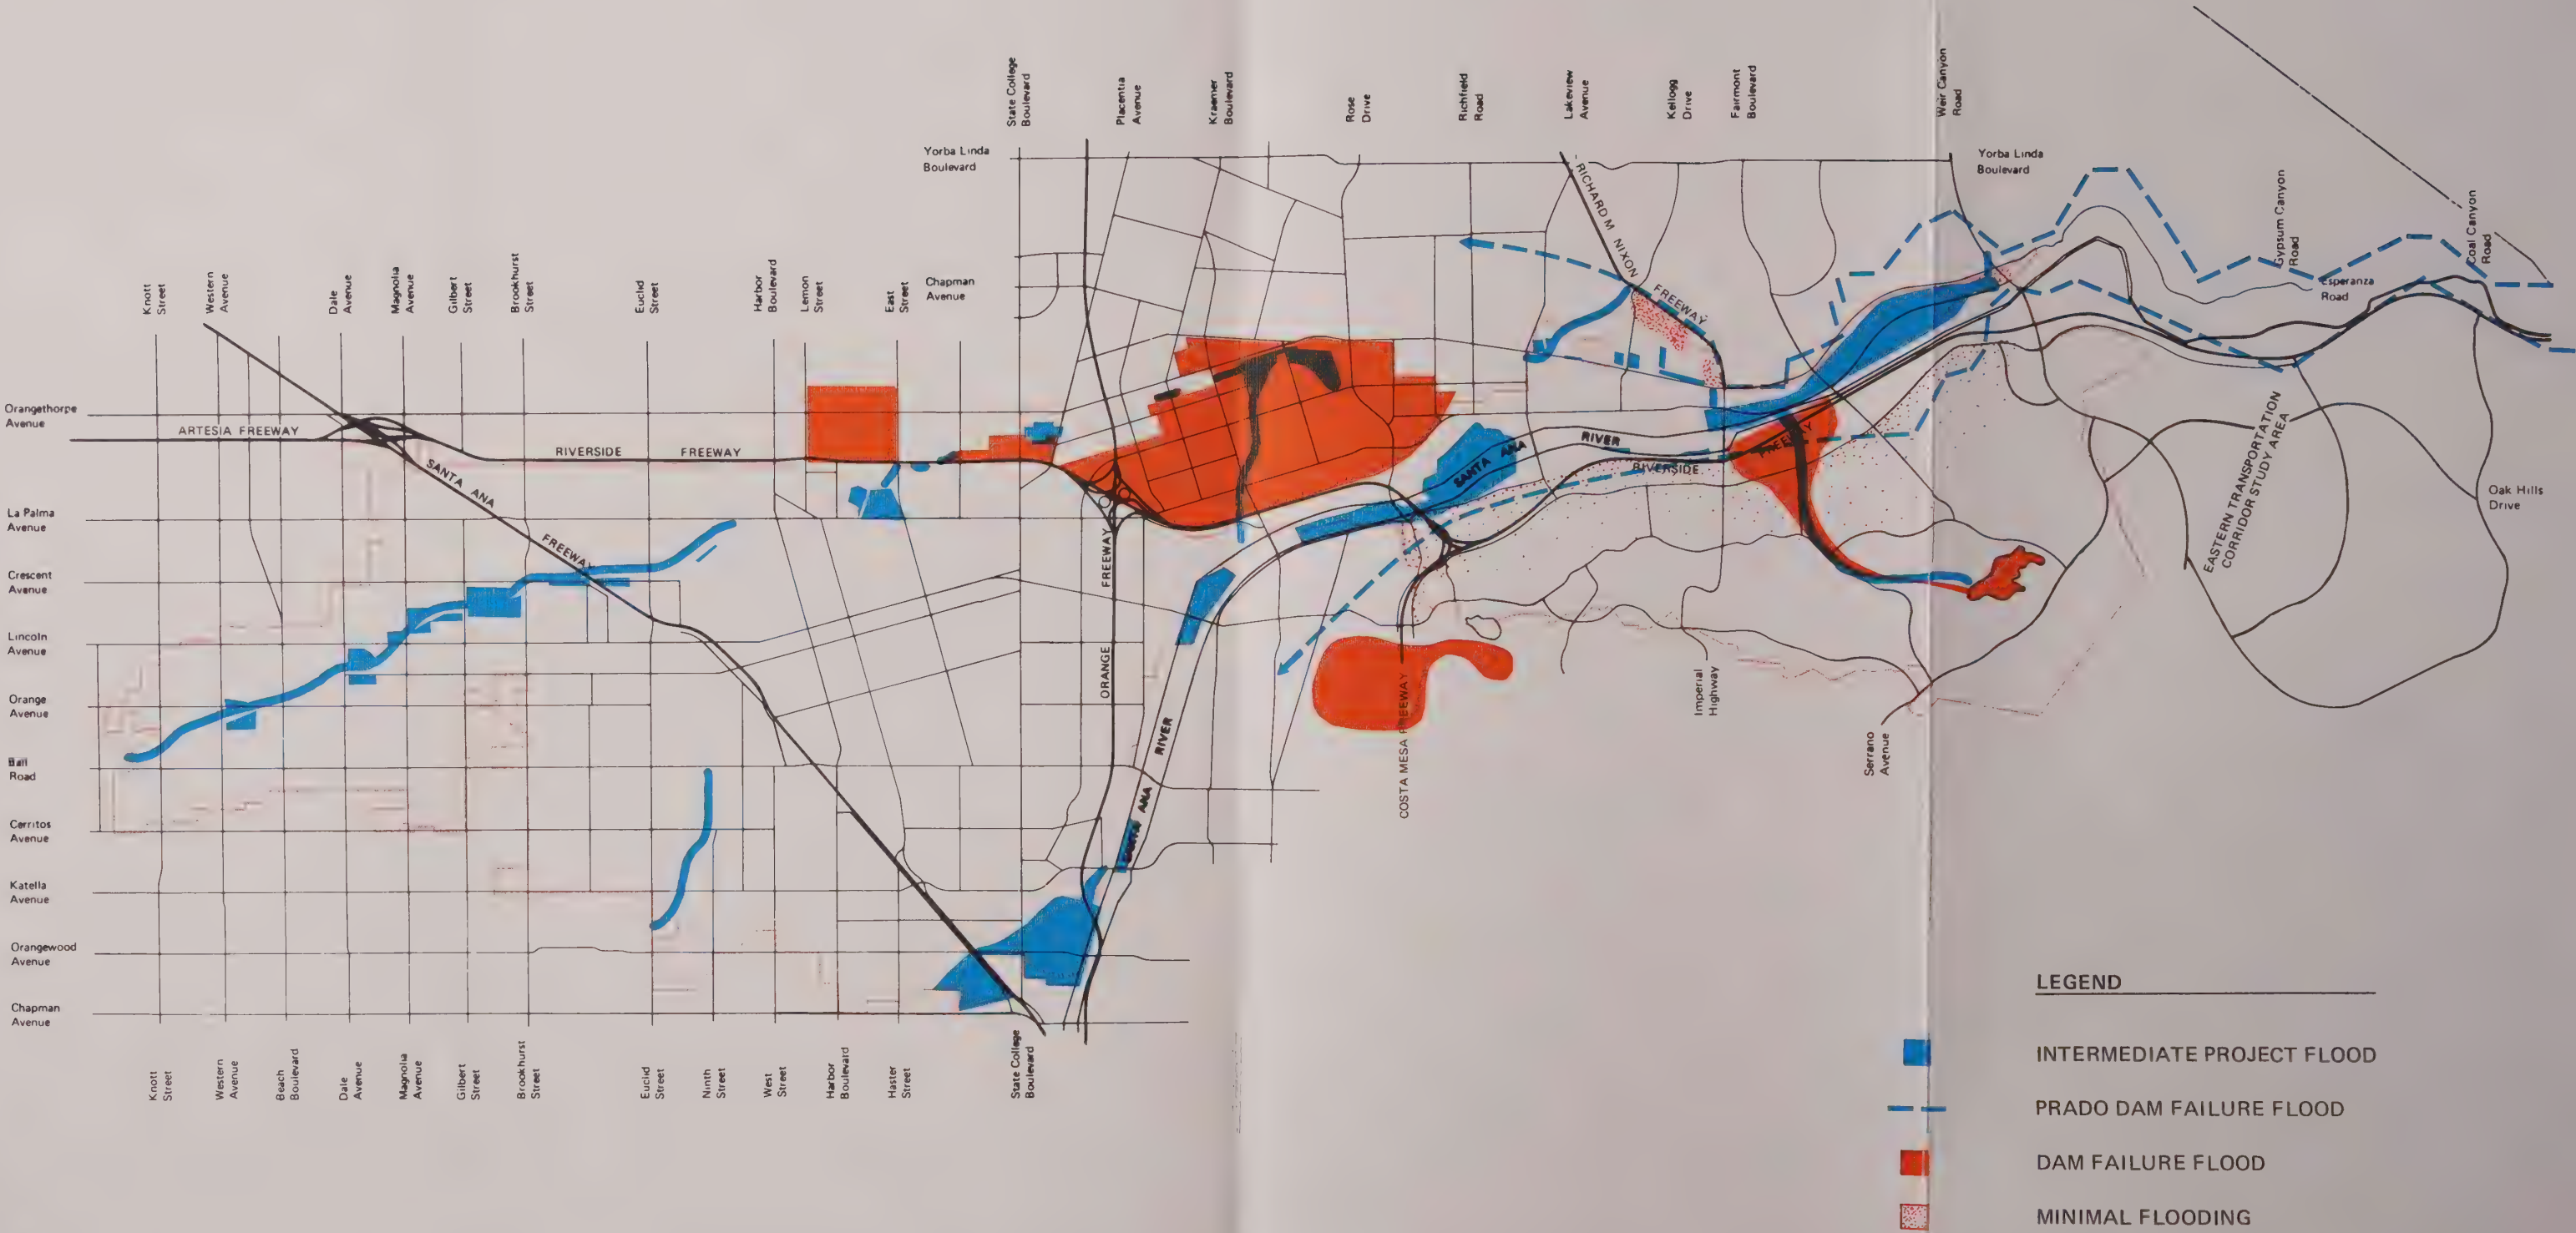 State College
Boulevard
Placentia
Avenue
Kraemer
Boulevard
Rose
Drive
Richfield
Road
Lakeview
Avenue
Kellogg
Drive
Fairmont
Boulevard
Weir Canyon
Road
Yorba Linda
Boulevard
Yorba Linda
Boulevard
RICHARD M. NIXON
FREEWAY
Gypsum Canyon
Road
Coal Canyon
Road
Esperanza
Road
Knott
Street
Western
Avenue
Dale
Avenue
Magnolia
Avenue
Gilbert
Street
Brookhurst
Street
Euclid
Street
Harbor
Boulevard
Lemon
Street
East
Street
Chapman
Avenue
Orangethorpe
Avenue
ARTESIA FREEWAY
RIVERSIDE FREEWAY
SANTA ANA
FREEWAY
SANTA ANA
RIVER
RIVERSIDE
FREEWAY
La Palma
Avenue
Crescent
Avenue
Lincoln
Avenue
Orange
Avenue
Ball
Road
Cerritos
Avenue
Katella
Avenue
Orangewood
Avenue
Chapman
Avenue
ORANGE FREEWAY
SANTA ANA RIVER
COSTA MESA FREEWAY
Imperial
Highway
Serrano
Avenue
EASTERN TRANSPORTATION
CORRIDOR STUDY AREA
Oak Hills
Drive
Knott
Street
Western
Avenue
Beach
Boulevard
Dale
Avenue
Magnolia
Avenue
Gilbert
Street
Brookhurst
Street
Euclid
Street
Ninth
Street
West
Street
Harbor
Boulevard
Haster
Street
State College
Boulevard
LEGEND
INTERMEDIATE PROJECT FLOOD
PRADO DAM FAILURE FLOOD
DAM FAILURE FLOOD
MINIMAL FLOODING